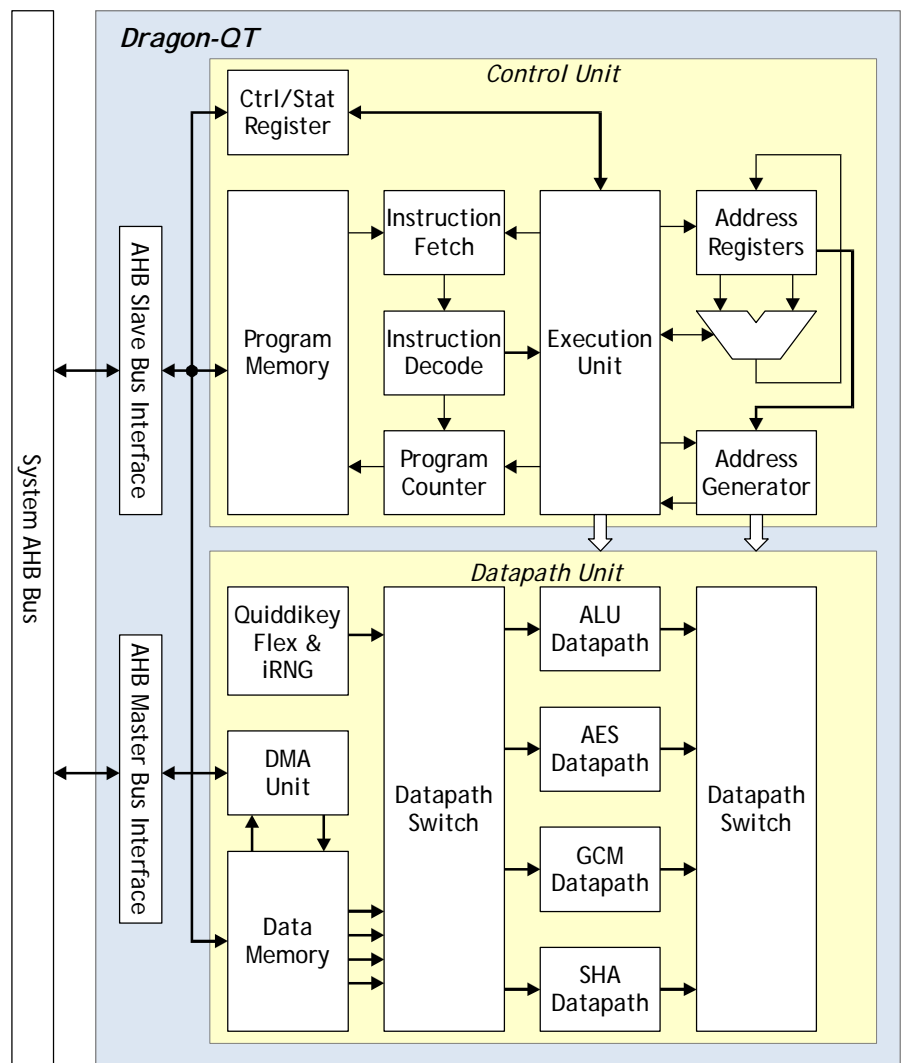 Dragon-QT
Control Unit
Ctrl/Stat
Register
Program
Memory
Instruction
Fetch
Instruction
Decode
Program
Counter
Execution
Unit
Address
Registers
Address
Generator
AHB Slave Bus Interface
System AHB Bus
AHB Master Bus Interface
Datapath Unit
Quiddikey
Flex &
iRNG
DMA
Unit
Data
Memory
Datapath
Switch
ALU
Datapath
AES
Datapath
GCM
Datapath
SHA
Datapath
Datapath
Switch